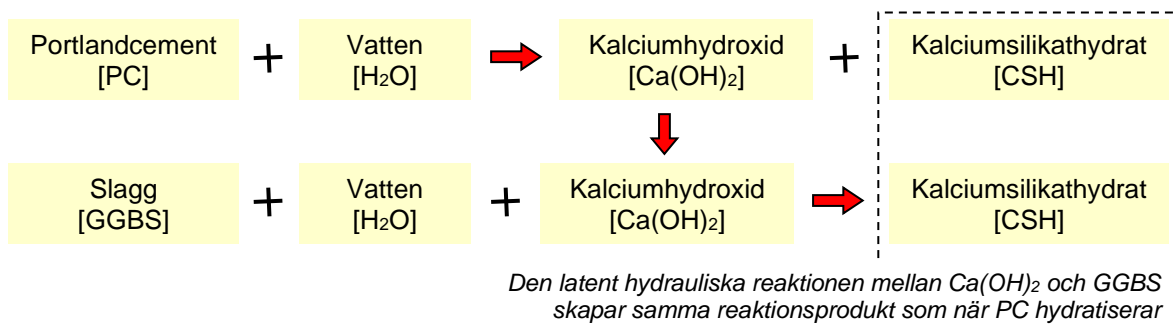 Portlandcement
[PC]
+
Vatten
[H₂O]
Kalciumhydroxid
[Ca(OH)₂]
+
Kalciumsilikathydrat
[CSH]
Slagg
[GGBS]
+
Vatten
[H₂O]
+
Kalciumhydroxid
[Ca(OH)₂]
Kalciumsilikathydrat
[CSH]
Den latent hydrauliska reaktionen mellan Ca(OH)₂ och GGBS
skapar samma reaktionsprodukt som när PC hydratiserar